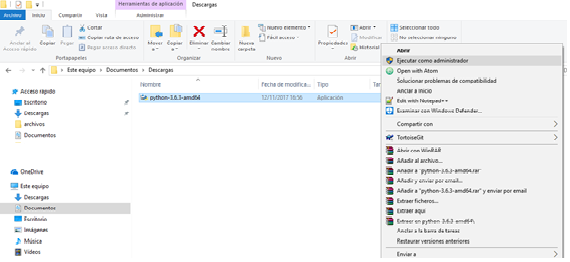 Herramientas de aplicación
Descargas
Archivo
Inicio
Compartir
Vista
Administrar
Anclar al
Acceso rápido
Copiar
Pegar
Cortar
Copiar ruta de acceso
Pegar acceso directo
Portapapeles
Mover
a
Copiar
a
Eliminar
Cambiar
nombre
Organizar
Nueva
carpeta
Nuevo elemento
Fácil acceso
Nuevo
Propiedades
Abrir
Modificar
Historial
Seleccionar todo
No seleccionar ninguno
Este equipo
Documentos
Descargas
Acceso rápido
Escritorio
Descargas
archivos
Documentos
OneDrive
Este equipo
Descargas
Documentos
Escritorio
Imágenes
Música
Vídeos
Nombre
Fecha de modifica...
Tipo
Ta
python-3.6.3-amd64
12/11/2017 16:56
Aplicación
Abrir
Ejecutar como administrador
Open with Atom
Solucionar problemas de compatibilidad
Anclar a Inicio
Edit with Notepad++
Examinar con Windows Defender...
Compartir con
TortoiseGit
Abrir con WinRAR
Añadir al archivo...
Añadir a "python-3.6.3-amd64.rar"
Añadir y enviar por email...
Añadir a "python-3.6.3-amd64.rar" y enviar por email
Extraer ficheros...
Extraer aquí
Extraer en python-3.6.3-amd64\
Anclar a la barra de tareas
Restaurar versiones anteriores
Enviar a